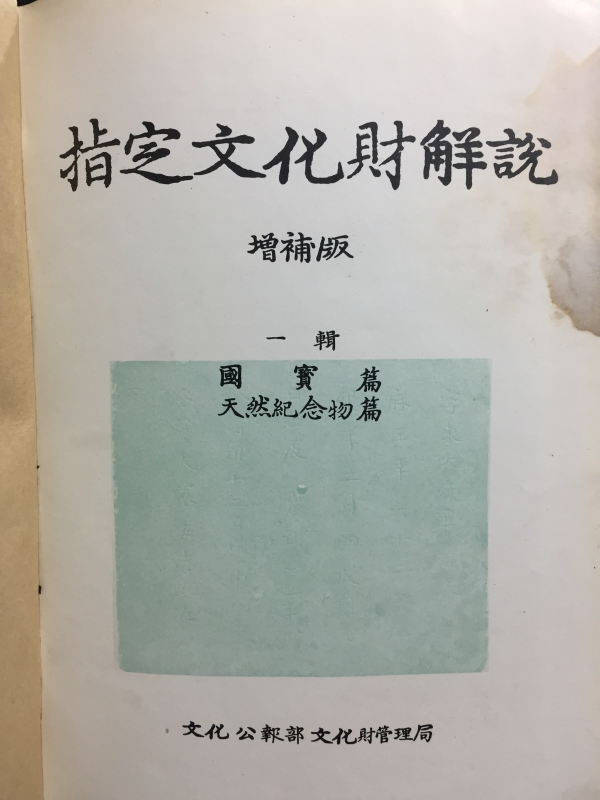 指定文化財解說
增補版
一 輯
國 寶 篇
天然紀念物篇
文化公報部 文化財管理局